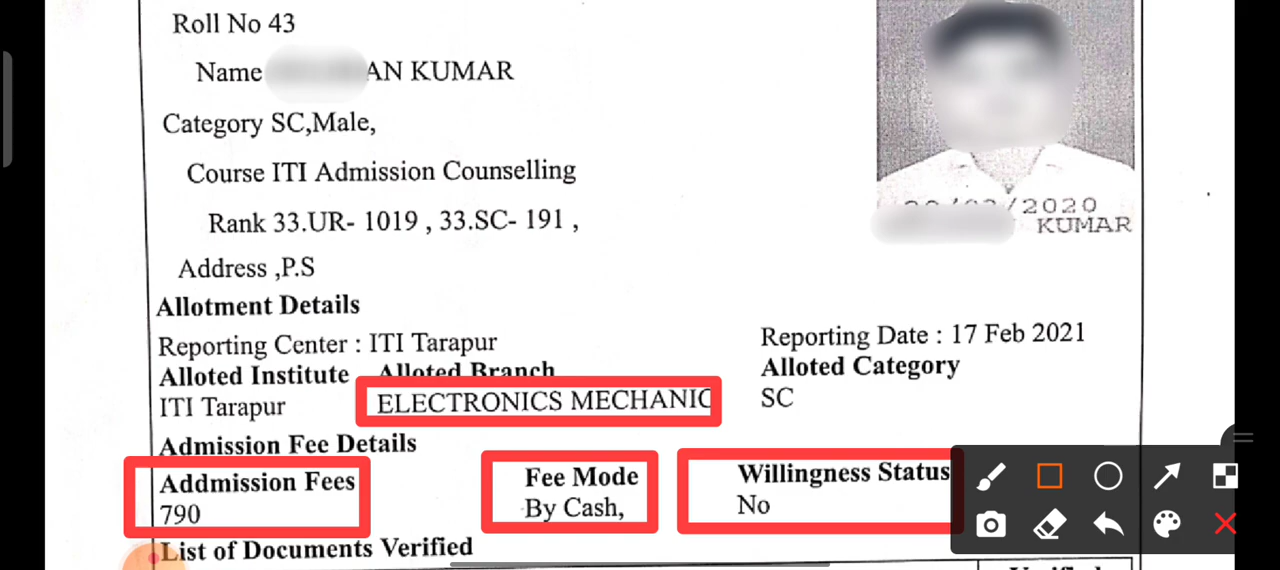 Roll No 43
Name AN KUMAR
Category SC,Male,
Course ITI Admission Counselling
Rank 33.UR- 1019 , 33.SC- 191 ,
Address ,P.S
/2020
KUMAR
Allotment Details
Reporting Center : ITI Tarapur
Reporting Date : 17 Feb 2021
Alloted Institute Alloted Branch Alloted Category
ITI Tarapur ELECTRONICS MECHANIC SC
Admission Fee Details
Addmission Fees Fee Mode Willingness Status
790 By Cash, No
List of Documents Verified